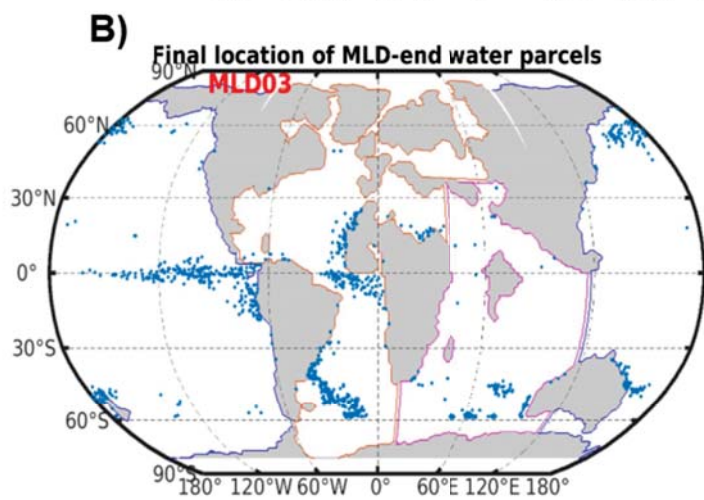 B)
Final location of MLD-end water parcels
90°N
MLD03
60°N
30°N
0°
30°S
60°S
90°S
180° 120°W 60°W 0° 60°E 120°E 180°